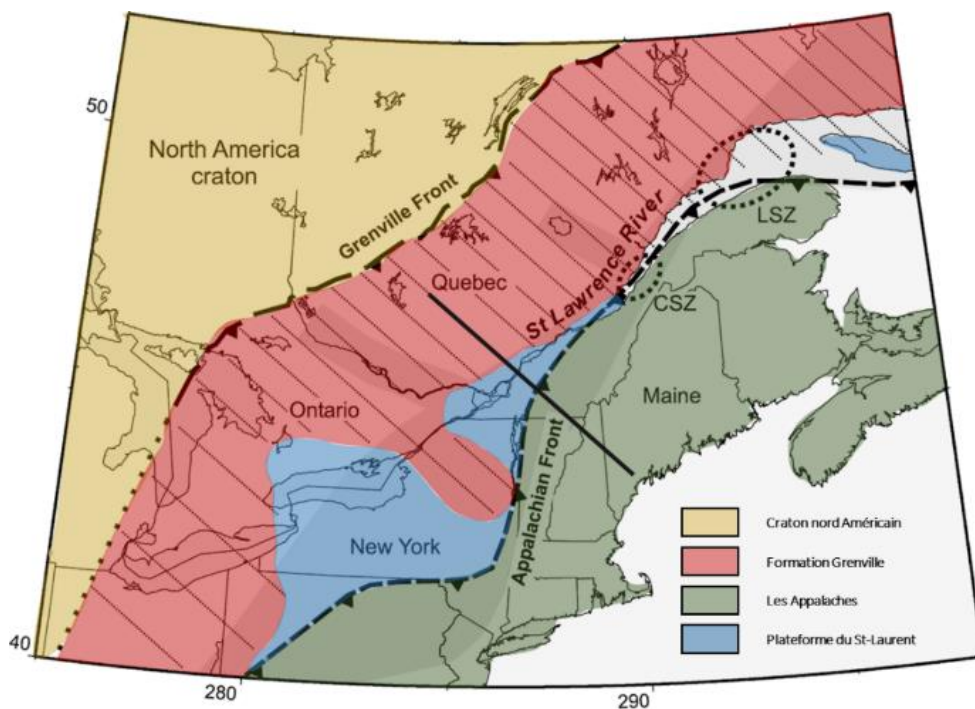 50
North America
craton
Grenville Front
St Lawrence River
LSZ
Quebec
CSZ
Ontario
Maine
Appalachian Front
New York
Craton nord Américain
Formation Grenville
Les Appalaches
Plateforme du St-Laurent
40
280
290